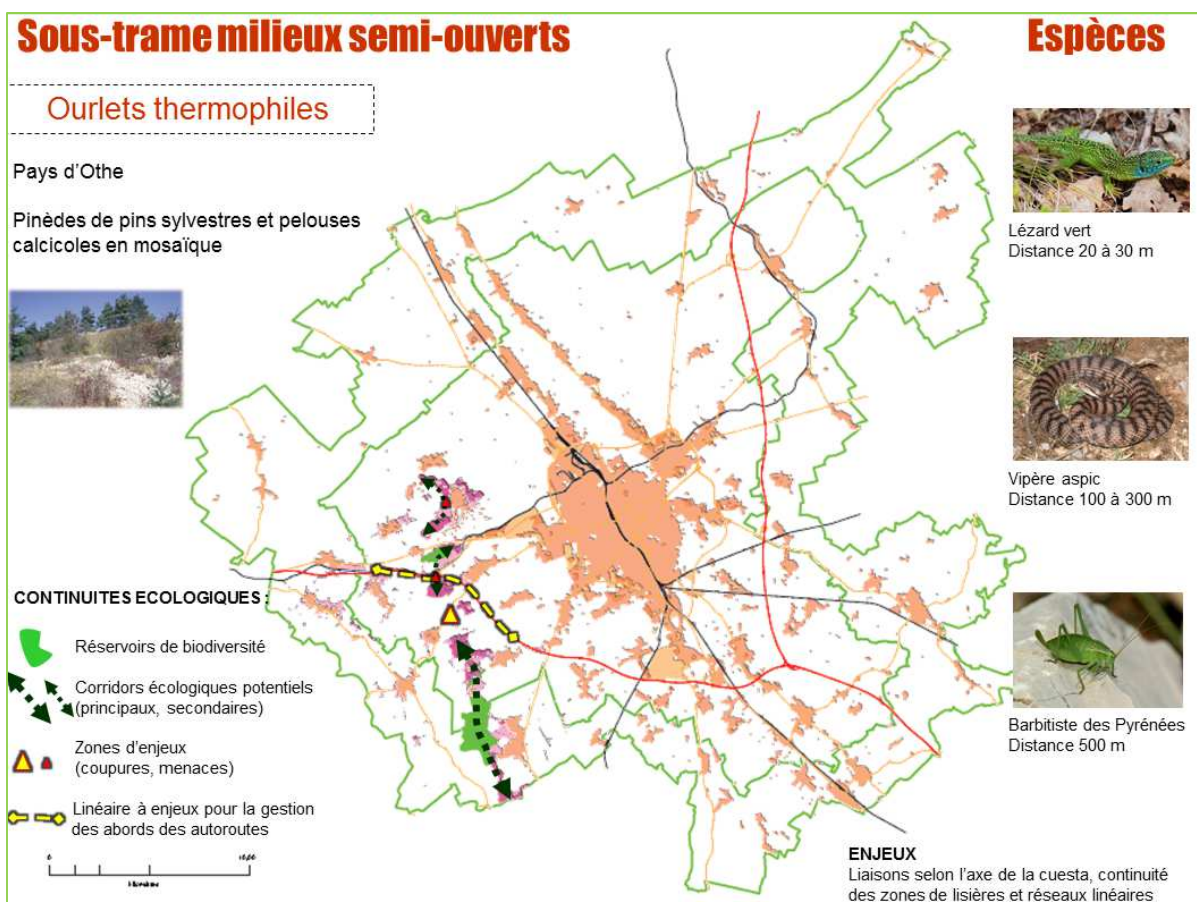 Sous-trame milieux semi-ouverts
Espèces
Ourlets thermophiles
Pays d'Othe
Pinèdes de pins sylvestres et pelouses
calcicoles en mosaïque
Lézard vert
Distance 20 à 30 m
Vipère aspic
Distance 100 à 300 m
Barbitiste des Pyrénées
Distance 500 m
CONTINUITES ECOLOGIQUES :
Réservoirs de biodiversité
Corridors écologiques potentiels
(principaux, secondaires)
Zones d'enjeux
(coupures, menaces)
Linéaire à enjeux pour la gestion
des abords des autoroutes
0
ENJEUX
Liaisons selon l'axe de la cuesta, continuité
des zones de lisières et réseaux linéaires